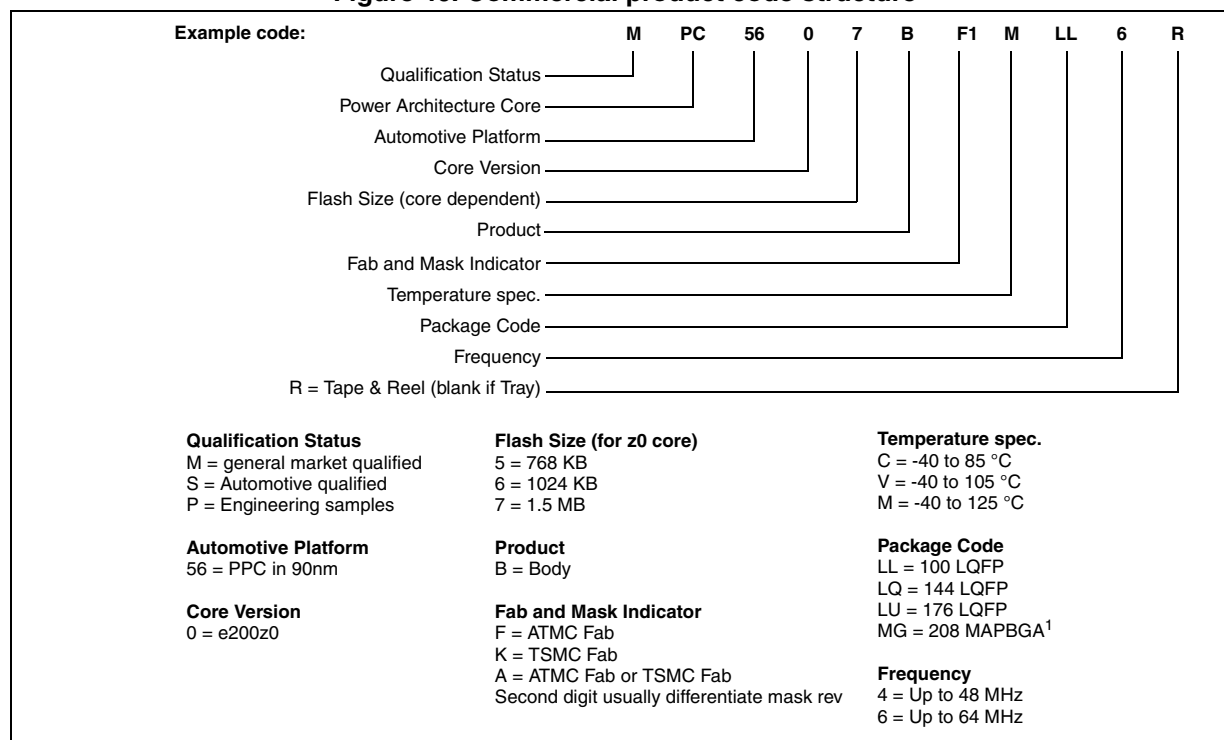 Example code: M PC 56 0 7 B F1 M LL 6 R
Qualification Status
Power Architecture Core
Automotive Platform
Core Version
Flash Size (core dependent)
Product
Fab and Mask Indicator
Temperature spec.
Package Code
Frequency
R = Tape & Reel (blank if Tray)
Qualification Status
M = general market qualified
S = Automotive qualified
P = Engineering samples
Automotive Platform
56 = PPC in 90nm
Core Version
0 = e200z0
Flash Size (for z0 core)
5 = 768 KB
6 = 1024 KB
7 = 1.5 MB
Product
B = Body
Fab and Mask Indicator
F = ATMC Fab
K = TSMC Fab
A = ATMC Fab or TSMC Fab
Second digit usually differentiate mask rev
Temperature spec.
C = -40 to 85 °C
V = -40 to 105 °C
M = -40 to 125 °C
Package Code
LL = 100 LQFP
LQ = 144 LQFP
LU = 176 LQFP
MG = 208 MAPBGA1
Frequency
4 = Up to 48 MHz
6 = Up to 64 MHz